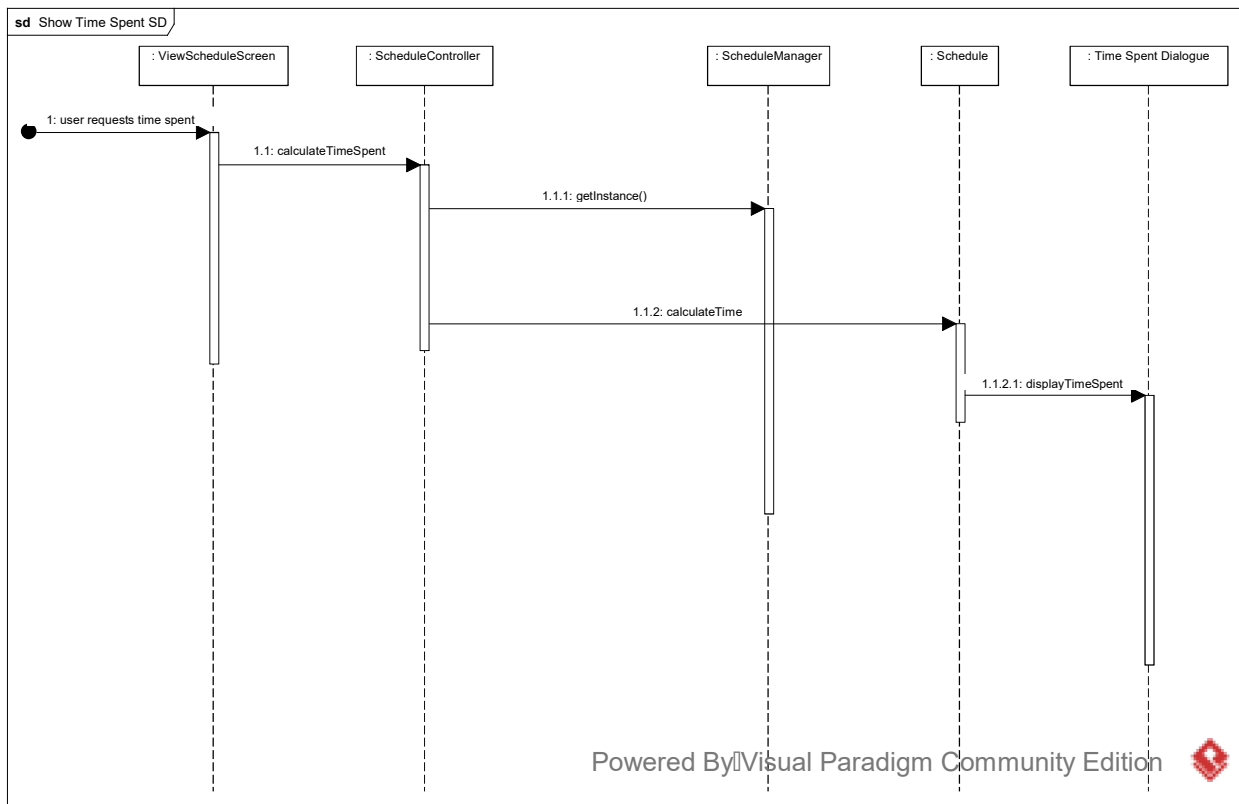 sd Show Time Spent SD
: ViewScheduleScreen
: ScheduleController
: ScheduleManager
: Schedule
: Time Spent Dialogue
1: user requests time spent
1.1: calculateTimeSpent
1.1.1: getInstance()
1.1.2: calculateTime
1.1.2.1: displayTimeSpent
Powered By Visual Paradigm Community Edition